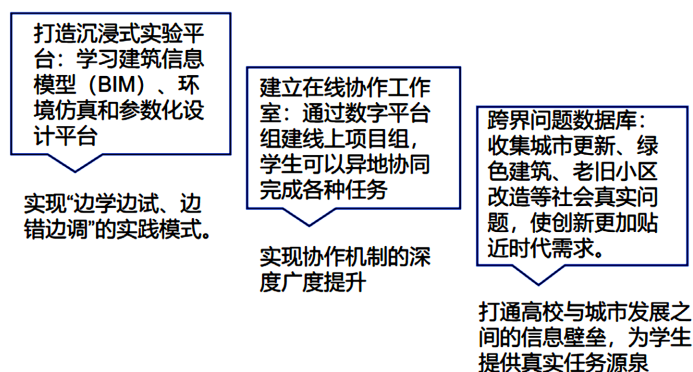 打造沉浸式实验平
台：学习建筑信息
模型（BIM）、环
境仿真和参数化设
计平台
实现“边学边试、边
错边调”的实践模式。
建立在线协作工作
室：通过数字平台
组建线上项目组，
学生可以异地协同
完成各种任务
实现协作机制的深
度广度提升
跨界问题数据库：
收集城市更新、绿
色建筑、老旧小区
改造等社会真实问
题，使创新更加贴
近时代需求。
打通高校与城市发展之
间的信息壁垒，为学生
提供真实任务源泉